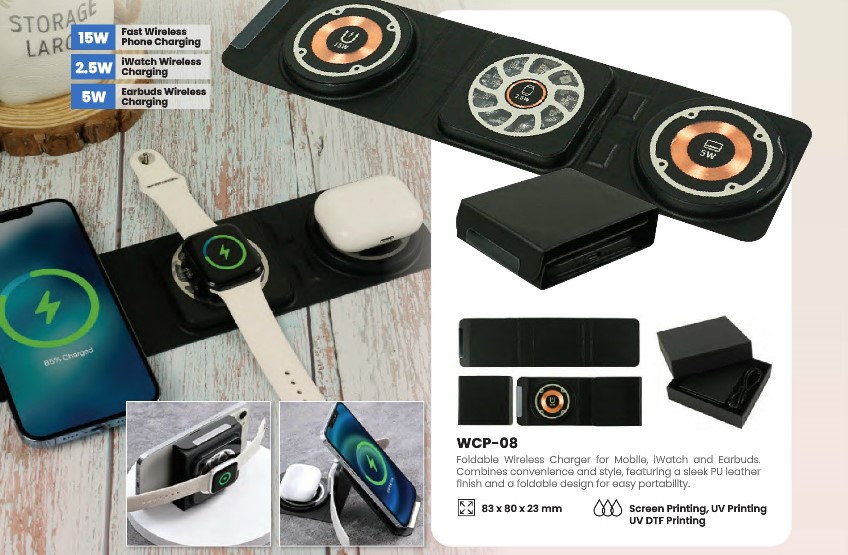 STORAGE
15W
Fast Wireless
Phone Charging
2.5W
iWatch Wireless
Charging
5W
Earbuds Wireless
Charging
15W
2.5W
5W
85% Charged
WCP-08
Foldable Wireless Charger for Mobile, iWatch and Earbuds.
Combines convenience and style, featuring a sleek PU leather
finish and a foldable design for easy portability.
83 x 80 x 23 mm
Screen Printing, UV Printing
UV DTF Printing